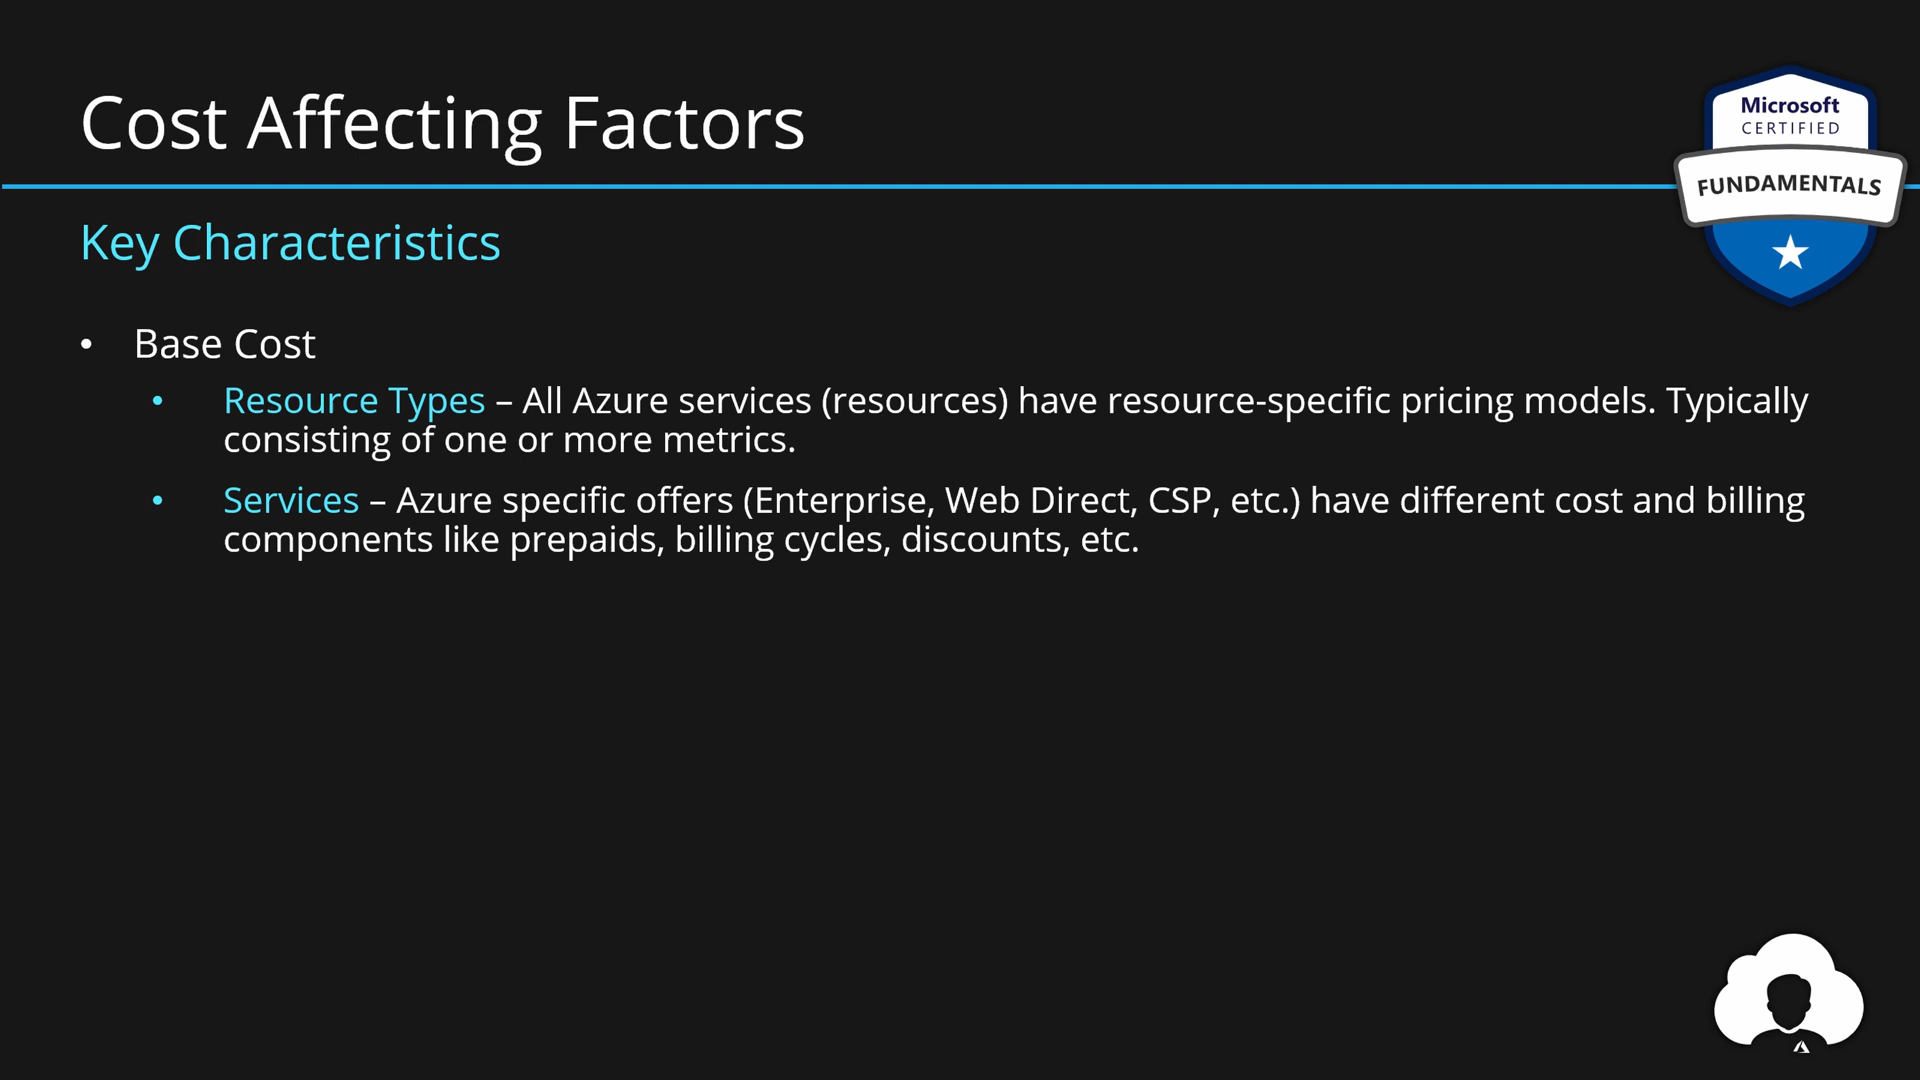 Cost Affecting Factors
Microsoft
CERTIFIED
FUNDAMENTALS
Key Characteristics
• Base Cost
• Resource Types – All Azure services (resources) have resource-specific pricing models. Typically
consisting of one or more metrics.
• Services – Azure specific offers (Enterprise, Web Direct, CSP, etc.) have different cost and billing
components like prepaids, billing cycles, discounts, etc.